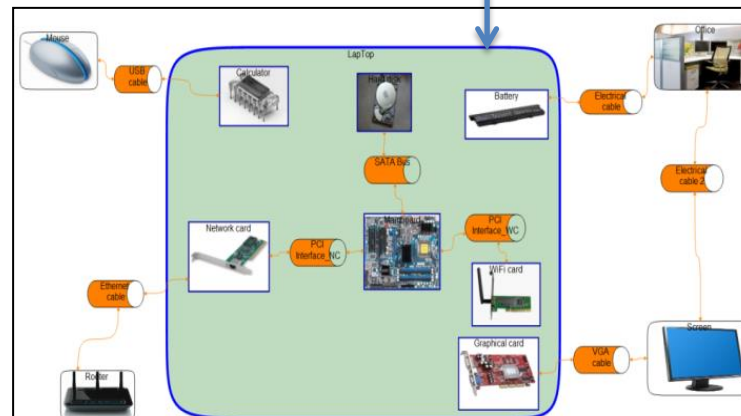 Mouse
LapTop
Office
USB
cable
Calculator
Hard disk
Battery
Electrical
cable
SATA Bus
Electrical
cable 2
Network card
PCI
Interface_NC
PCI
Interface_WC
WiFi card
Ethernet
cable
Graphical card
Screen
VGA
cable
Router